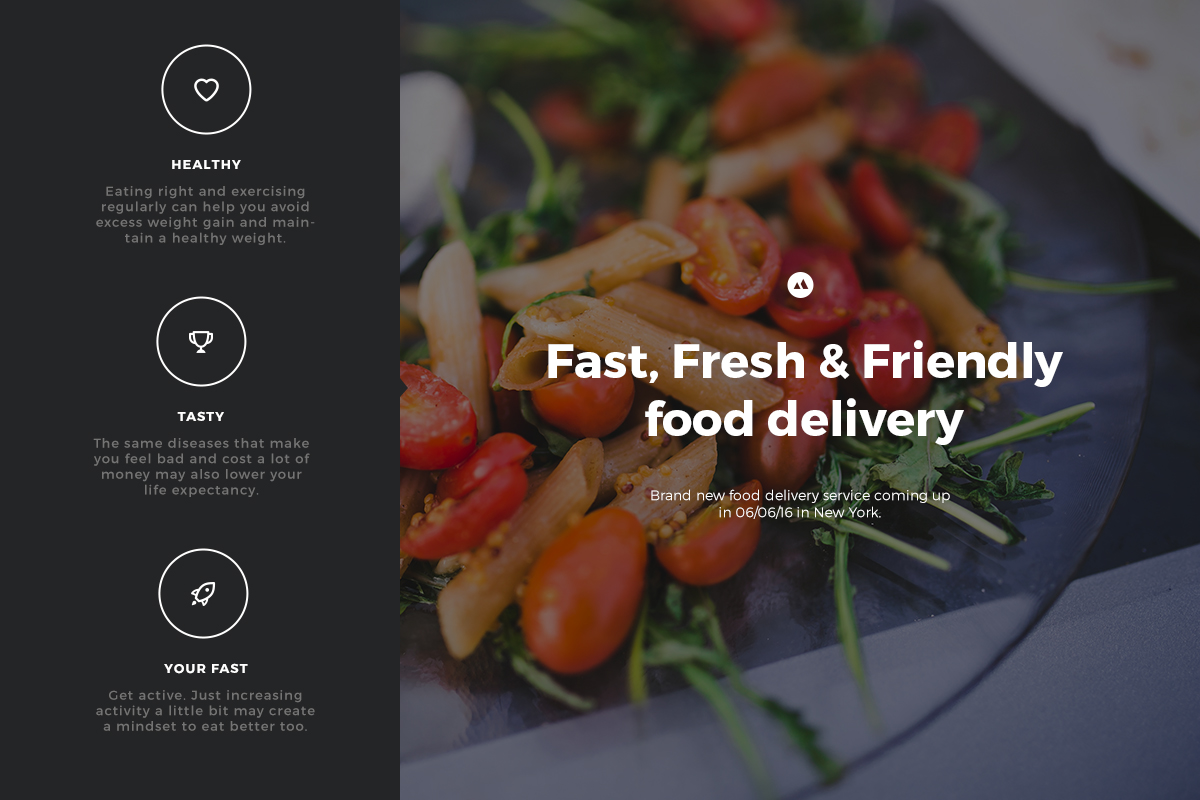 HEALTHY
Eating right and exercising
regularly can help you avoid
excess weight gain and main-
tain a healthy weight.
TASTY
The same diseases that make
you feel bad and cost a lot of
money may also lower your
life expectancy.
YOUR FAST
Get active. Just increasing
activity a little bit may create
a mindset to eat better too.
Fast, Fresh & Friendly
food delivery
Brand new food delivery service coming up
in 06/06/16 in New York.